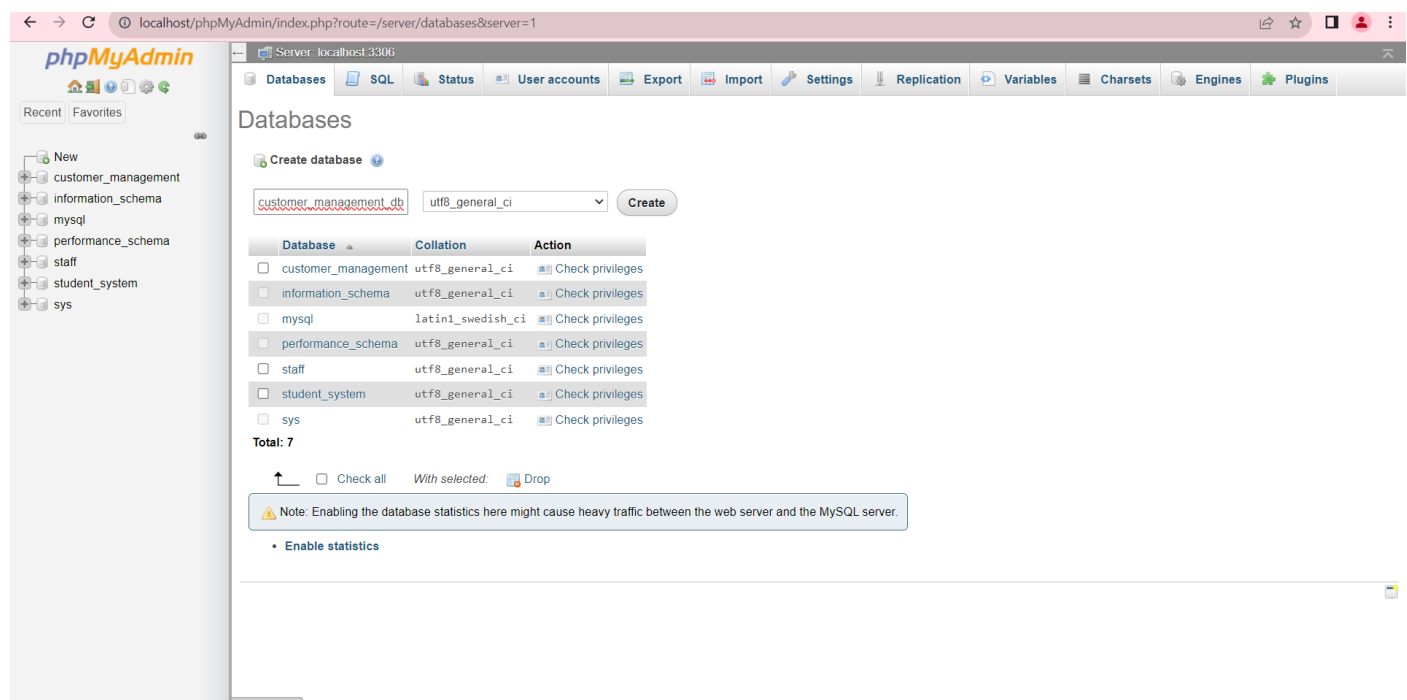 localhost/phpMyAdmin/index.php?route=/server/databases&server=1
phpMyAdmin
Recent Favorites
New
customer_management
information_schema
mysql
performance_schema
staff
student_system
sys
Server: localhost:3306
Databases SQL Status User accounts Export Import Settings Replication Variables Charsets Engines Plugins
Databases
Create database
customer_management_db utf8_general_ci Create
Database Collation Action
customer_management utf8_general_ci Check privileges
information_schema utf8_general_ci Check privileges
mysql latin1_swedish_ci Check privileges
performance_schema utf8_general_ci Check privileges
staff utf8_general_ci Check privileges
student_system utf8_general_ci Check privileges
sys utf8_general_ci Check privileges
Total: 7
Check all With selected: Drop
Note: Enabling the database statistics here might cause heavy traffic between the web server and the MySQL server.
• Enable statistics